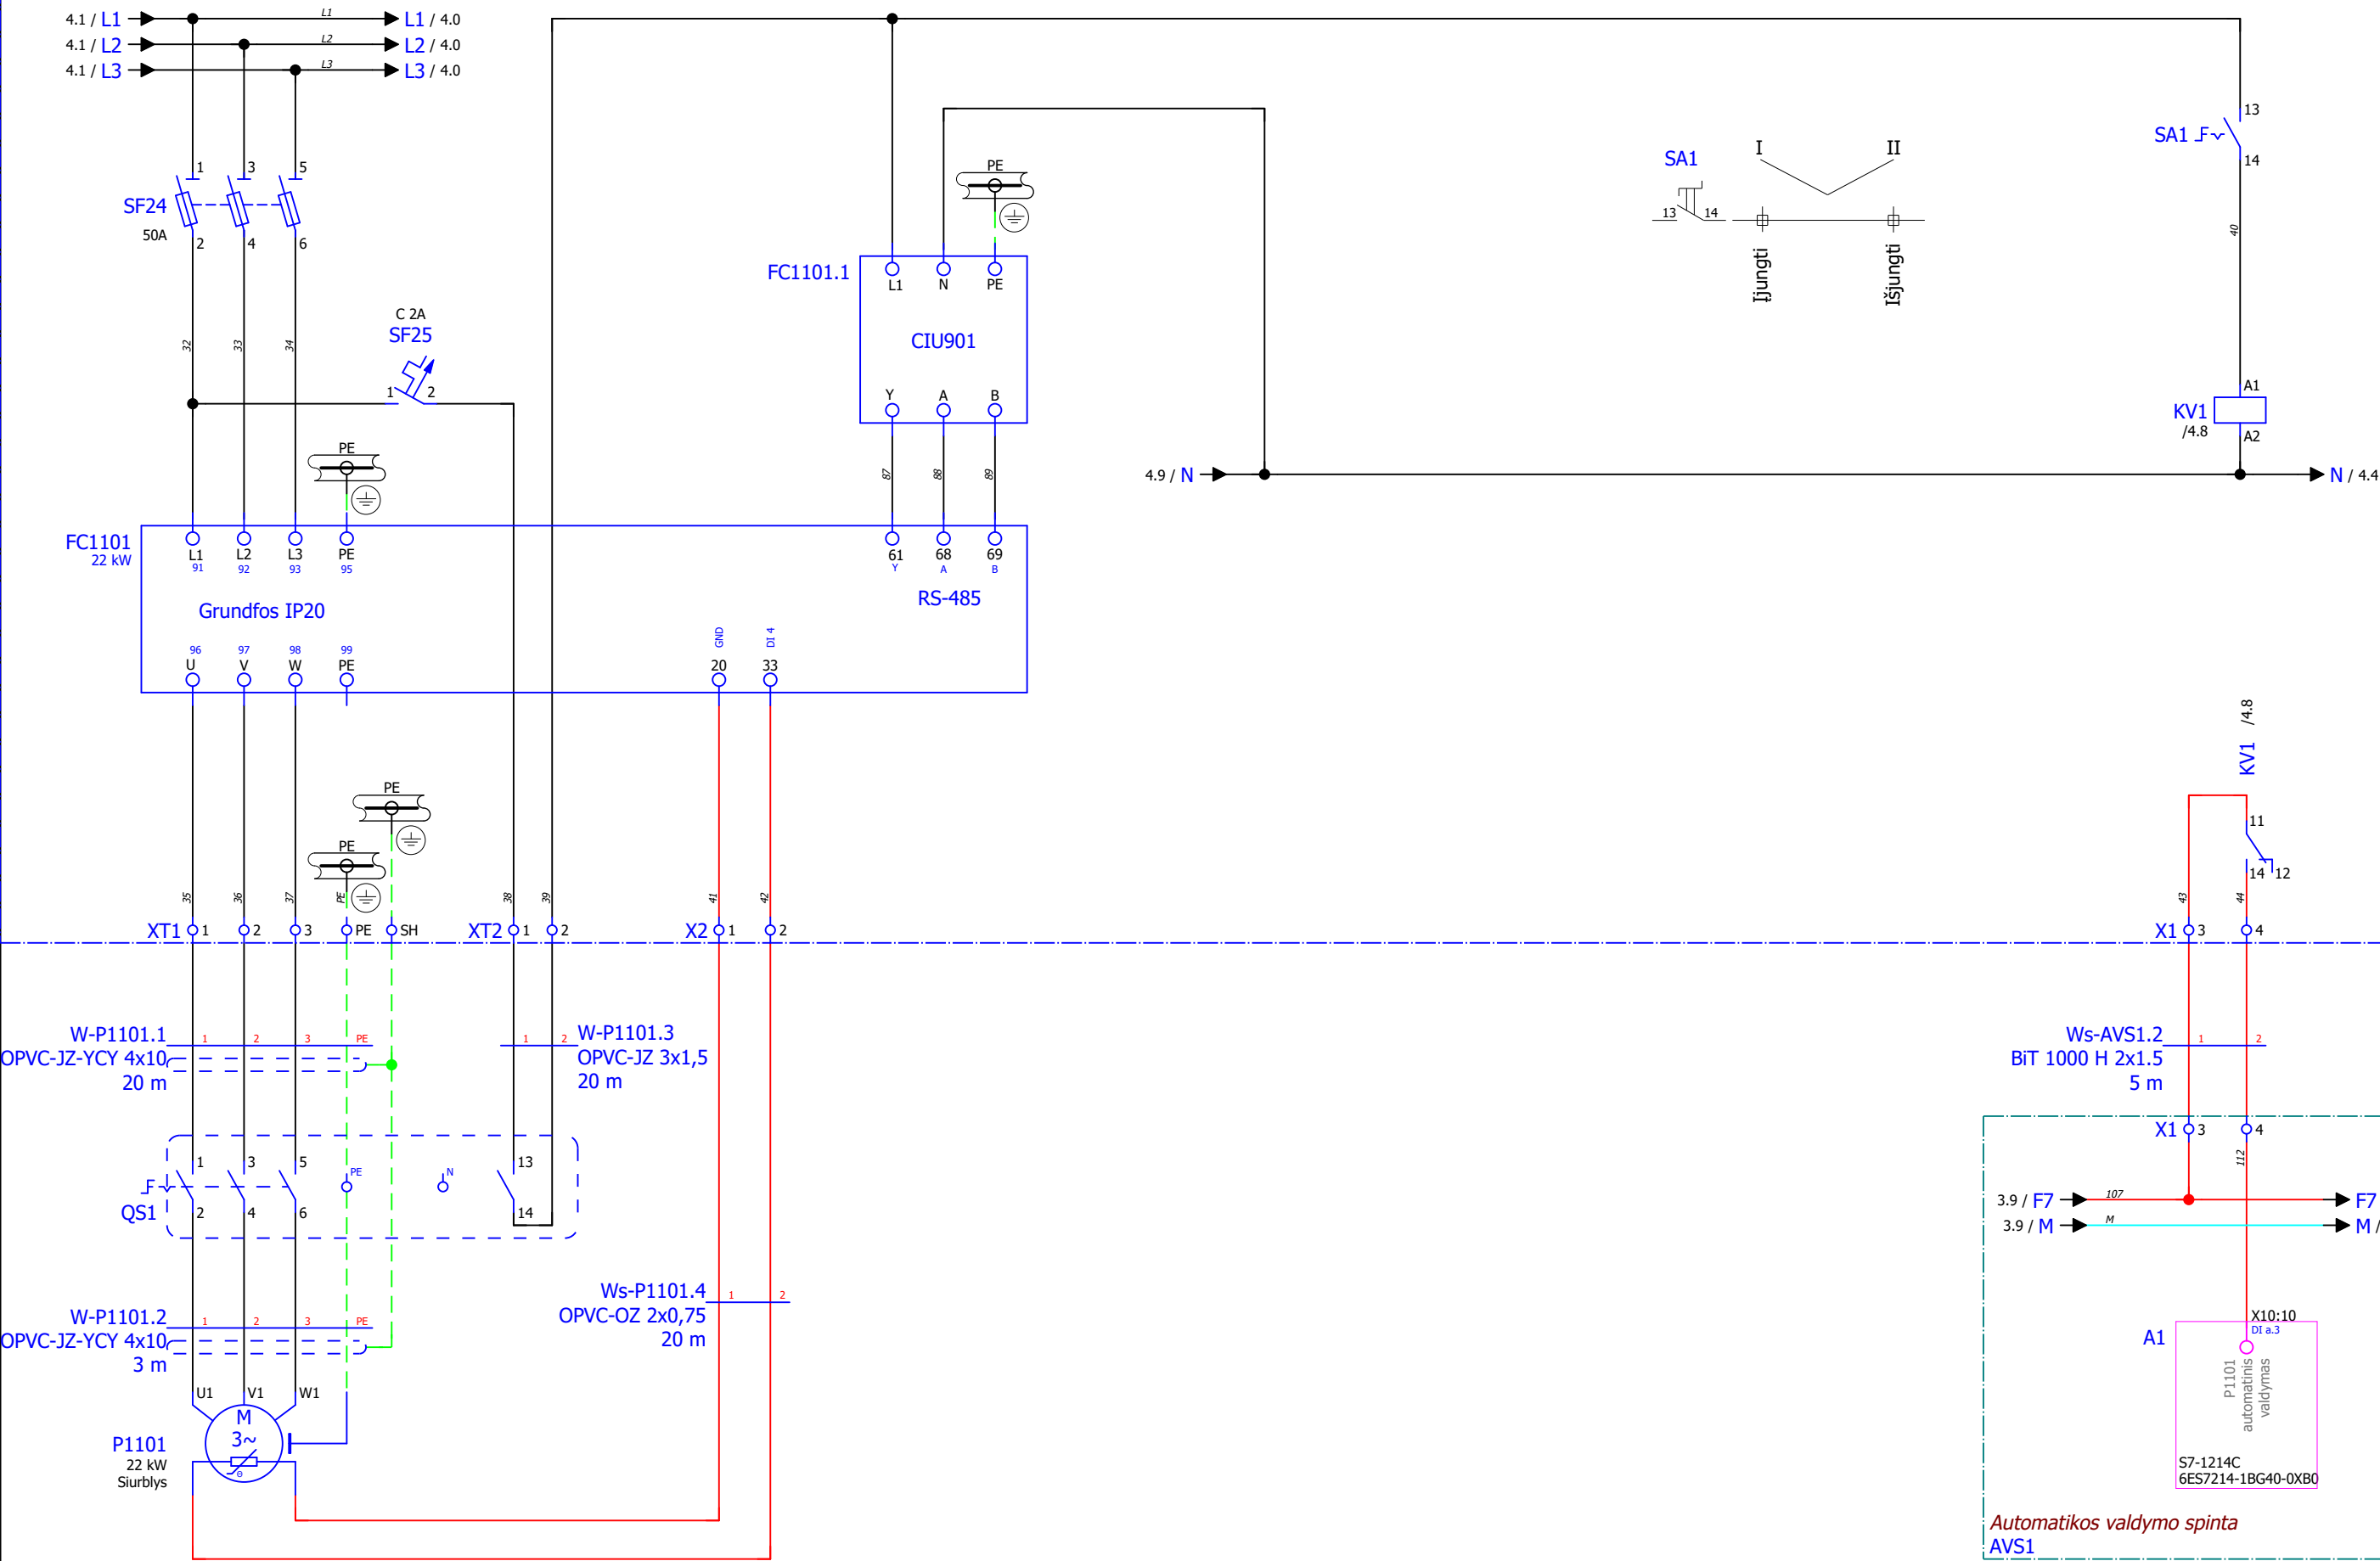 4.1 / L1
L1
L1 / 4.0
4.1 / L2
L2
L2 / 4.0
4.1 / L3
L3
L3 / 4.0
1
3
5
SF24
50A
2
4
6
32
33
34
C 2A
SF25
1
2
PE
FC1101
22 kW
L1
L2
L3
PE
91
92
93
95
Grundfos IP20
96
97
98
99
U
V
W
PE
PE
FC1101.1
L1
N
PE
CIU901
Y
A
B
87
88
89
61
68
69
Y
A
B
RS-485
GND
DI 4
20
33
4.9 / N
N / 4.4
SA1
I
II
13
14
Įjungti
Išjungti
SA1
13
14
40
KV1
/4.8
A1
A2
KV1 /4.8
11
14
12
PE
PE
35
36
37
PE
38
39
41
42
43
44
XT1
1
2
3
PE
SH
XT2
1
2
X2
1
2
X1
3
4
W-P1101.1
OPVC-JZ-YCY 4x10
20 m
1
2
3
PE
1
2
W-P1101.3
OPVC-JZ 3x1,5
20 m
Ws-AVS1.2
BiT 1000 H 2x1.5
5 m
1
2
QS1
1
3
5
PE
N
13
2
4
6
14
X1
3
4
112
3.9 / F7
107
F7
3.9 / M
M
M /
W-P1101.2
OPVC-JZ-YCY 4x10
3 m
1
2
3
PE
Ws-P1101.4
OPVC-OZ 2x0,75
20 m
1
2
U1
V1
W1
M
3~
Θ
P1101
22 kW
Siurblys
A1
X10:10
DI a.3
P1101
automatinis
valdymas
S7-1214C
6ES7214-1BG40-0XB0
Automatikos valdymo spinta
AVS1